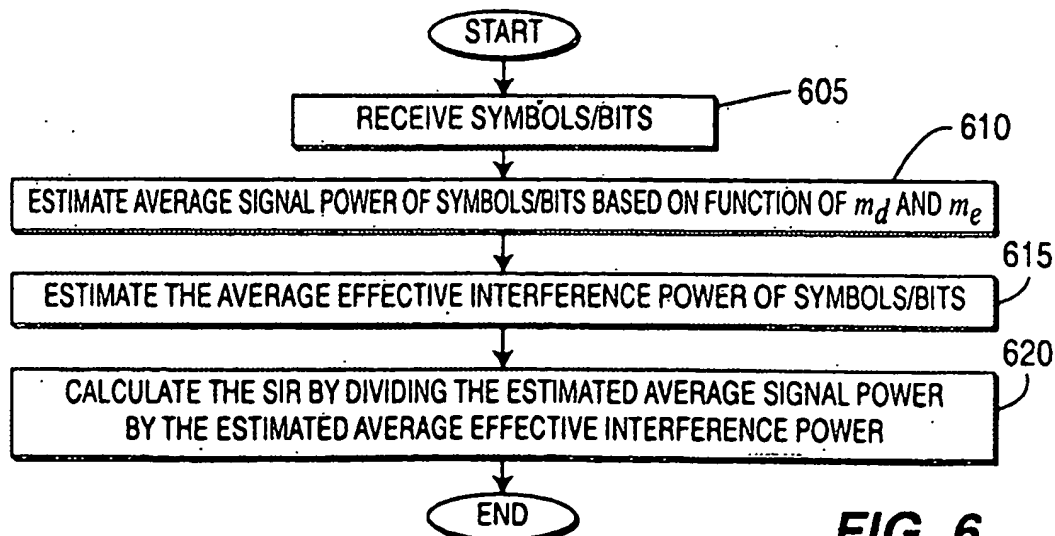 START
RECEIVE SYMBOLS/BITS
605
610
ESTIMATE AVERAGE SIGNAL POWER OF SYMBOLS/BITS BASED ON FUNCTION OF m_d AND m_e
615
ESTIMATE THE AVERAGE EFFECTIVE INTERFERENCE POWER OF SYMBOLS/BITS
620
CALCULATE THE SIR BY DIVIDING THE ESTIMATED AVERAGE SIGNAL POWER
BY THE ESTIMATED AVERAGE EFFECTIVE INTERFERENCE POWER
END
FIG. 6